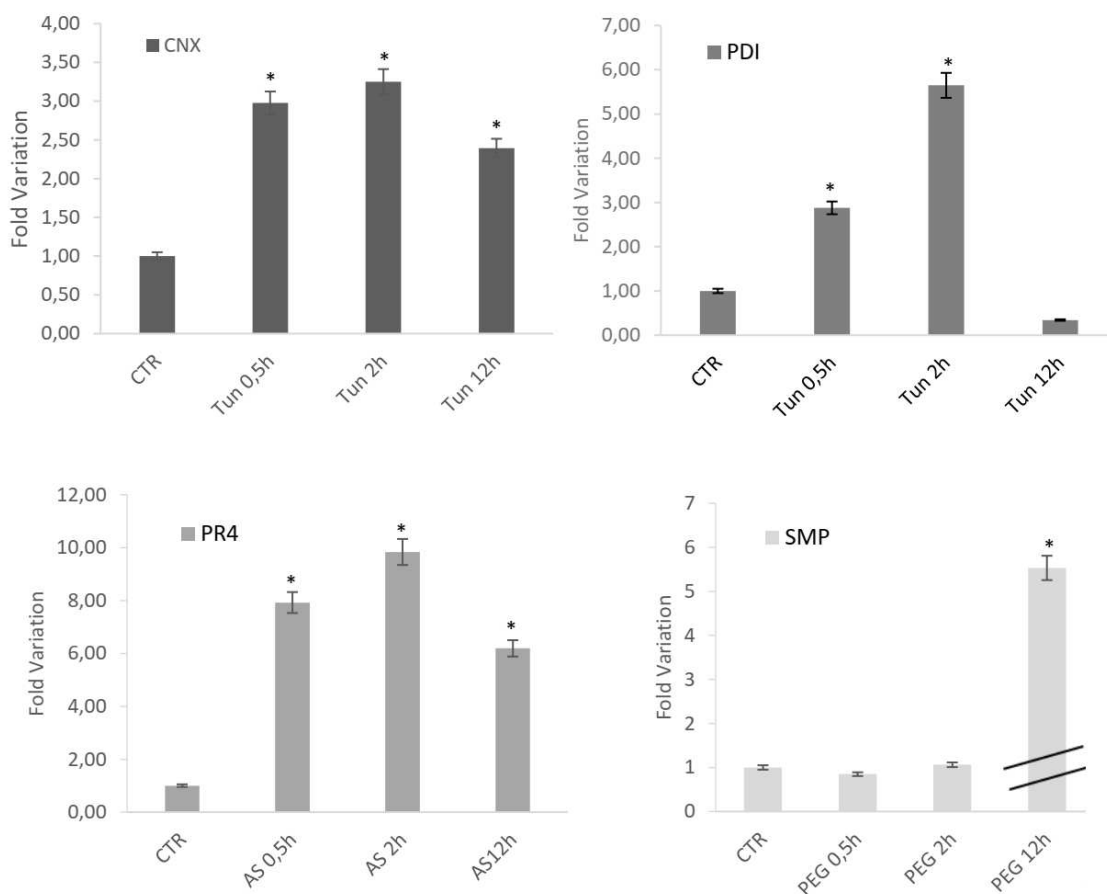 4,00
3,50
3,00
2,50
2,00
1,50
1,00
0,50
0,00
Fold Variation
CNX
*
*
*
CTR
Tun 0,5h
Tun 2h
Tun 12h
7,00
6,00
5,00
4,00
3,00
2,00
1,00
0,00
Fold Variation
PDI
*
*
CTR
Tun 0,5h
Tun 2h
Tun 12h
12,00
10,00
8,00
6,00
4,00
2,00
0,00
Fold Variation
PR4
*
*
*
CTR
AS 0,5h
AS 2h
AS12h
7
6
5
4
3
2
1
0
Fold Variation
SMP
*
CTR
PEG 0,5h
PEG 2h
PEG 12h